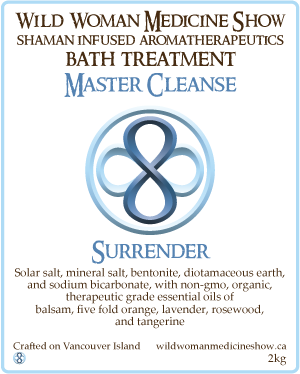 Wild Woman Medicine Show
Shaman Infused Aromatherapeutics
Bath Treatment
Master Cleanse
Surrender
Solar salt, mineral salt, bentonite, diotamaceous earth,
and sodium bicarbonate, with non-gmo, organic,
therapeutic grade essential oils of
balsam, five fold orange, lavender, rosewood,
and tangerine
Crafted on Vancouver Island wildwomanmedicineshow.ca
2kg